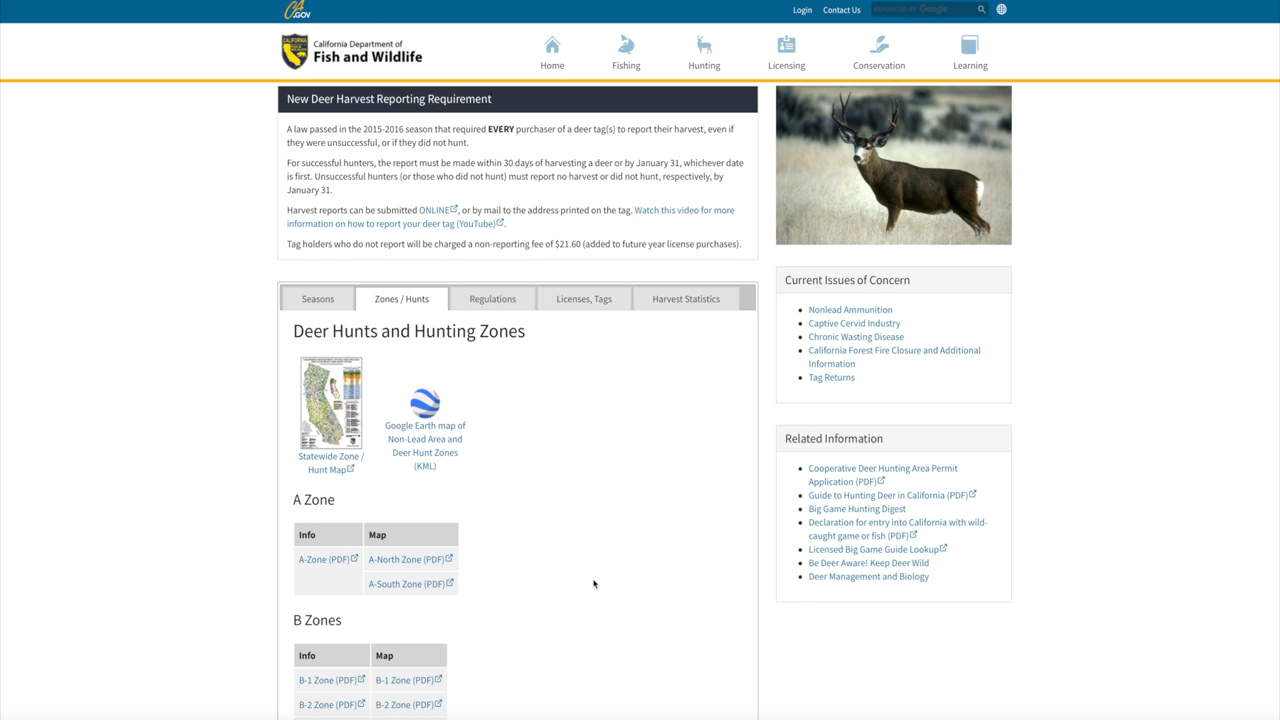 CA
.GOV
Login
Contact Us
ENHANCED BY Google
California Department of
Fish and Wildlife
Home
Fishing
Hunting
Licensing
Conservation
Learning
New Deer Harvest Reporting Requirement
A law passed in the 2015-2016 season that required EVERY purchaser of a deer tag(s) to report their harvest, even if
they were unsuccessful, or if they did not hunt.
For successful hunters, the report must be made within 30 days of harvesting a deer or by January 31, whichever date
is first. Unsuccessful hunters (or those who did not hunt) must report no harvest or did not hunt, respectively, by
January 31.
Harvest reports can be submitted ONLINE, or by mail to the address printed on the tag. Watch this video for more
information on how to report your deer tag (YouTube).
Tag holders who do not report will be charged a non-reporting fee of $21.60 (added to future year license purchases).
Seasons
Zones / Hunts
Regulations
Licenses, Tags
Harvest Statistics
Deer Hunts and Hunting Zones
Statewide Zone /
Hunt Map
Google Earth map of
Non-Lead Area and
Deer Hunt Zones
(KML)
A Zone
Info
Map
A-Zone (PDF)
A-North Zone (PDF)
A-South Zone (PDF)
B Zones
Info
Map
B-1 Zone (PDF)
B-1 Zone (PDF)
B-2 Zone (PDF)
B-2 Zone (PDF)
Current Issues of Concern
Nonlead Ammunition
Captive Cervid Industry
Chronic Wasting Disease
California Forest Fire Closure and Additional
Information
Tag Returns
Related Information
Cooperative Deer Hunting Area Permit
Application (PDF)
Guide to Hunting Deer in California (PDF)
Big Game Hunting Digest
Declaration for entry into California with wild-
caught game or fish (PDF)
Licensed Big Game Guide Lookup
Be Deer Aware! Keep Deer Wild
Deer Management and Biology